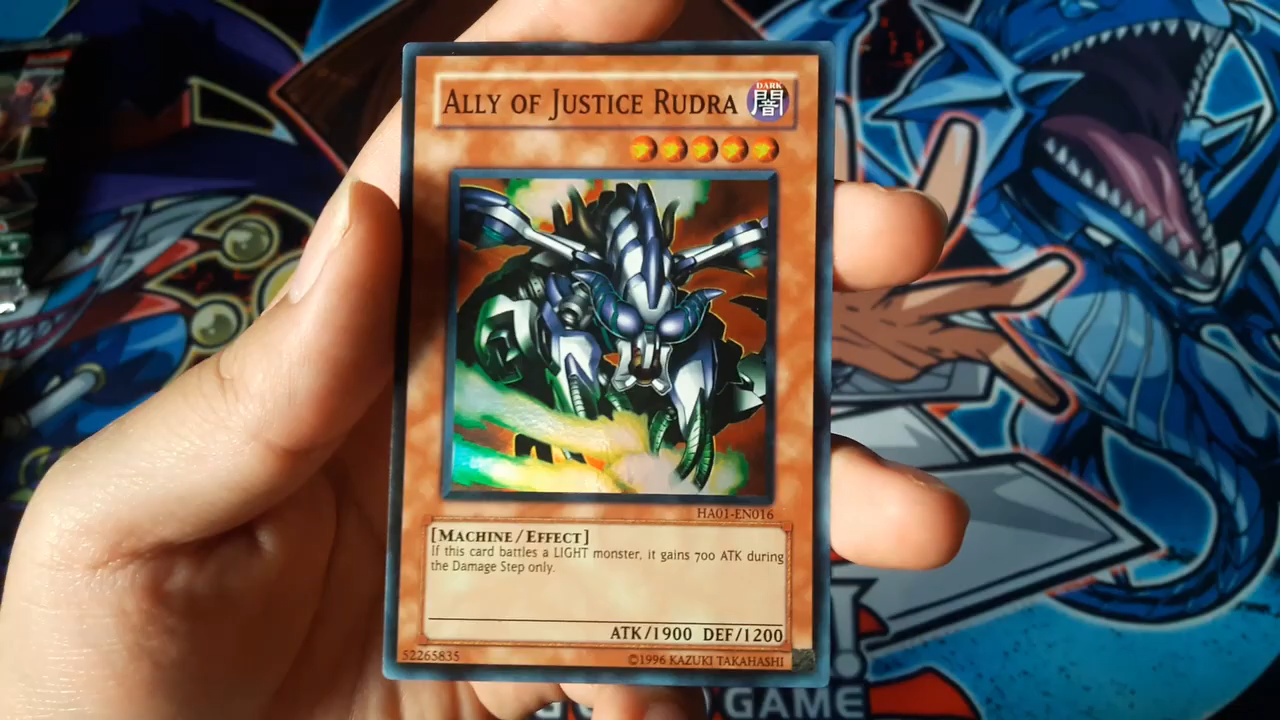 ALLY OF JUSTICE RUDRA
DARK
闇
HA01-EN016
[MACHINE/EFFECT]
If this card battles a LIGHT monster, it gains 700 ATK during
the Damage Step only.
ATK/1900 DEF/1200
52265835
©1996 KAZUKI TAKAHASHI
GAME